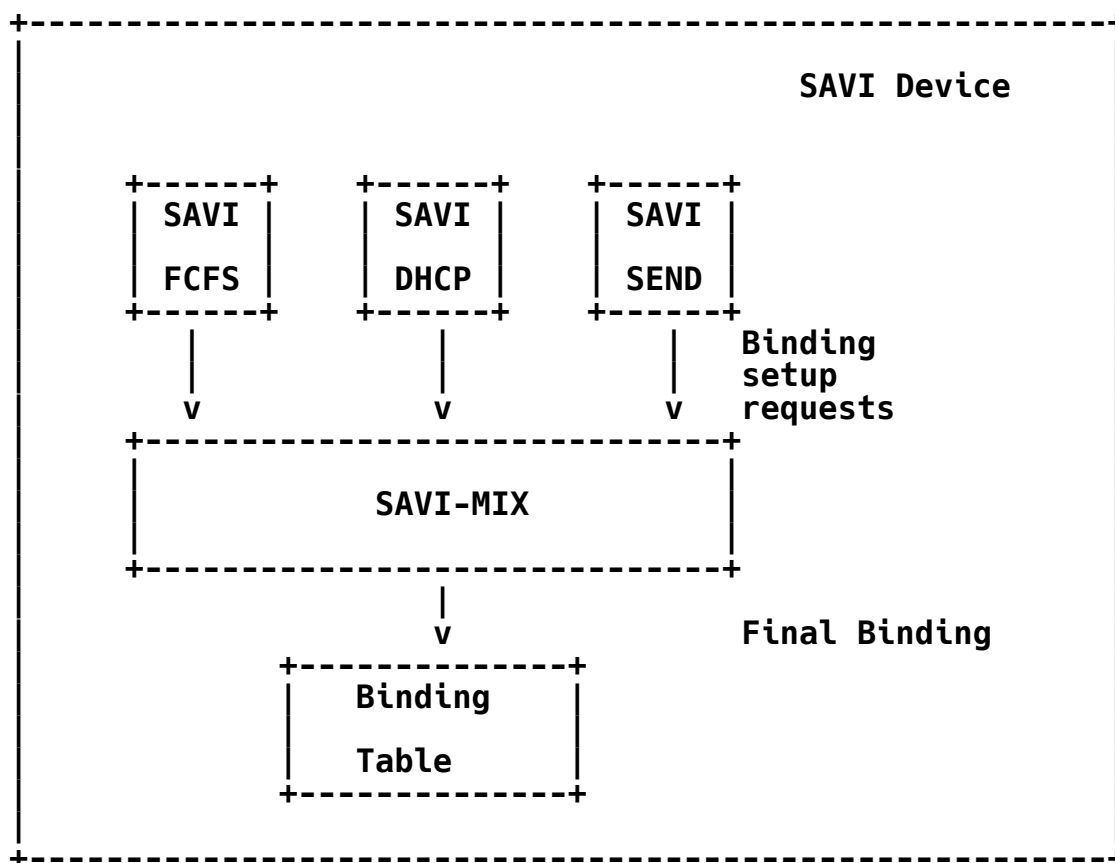 SAVI Device
SAVI SAVI SAVI
FCFS DHCP SEND
Binding
setup
requests
SAVI-MIX
Final Binding
Binding
Table